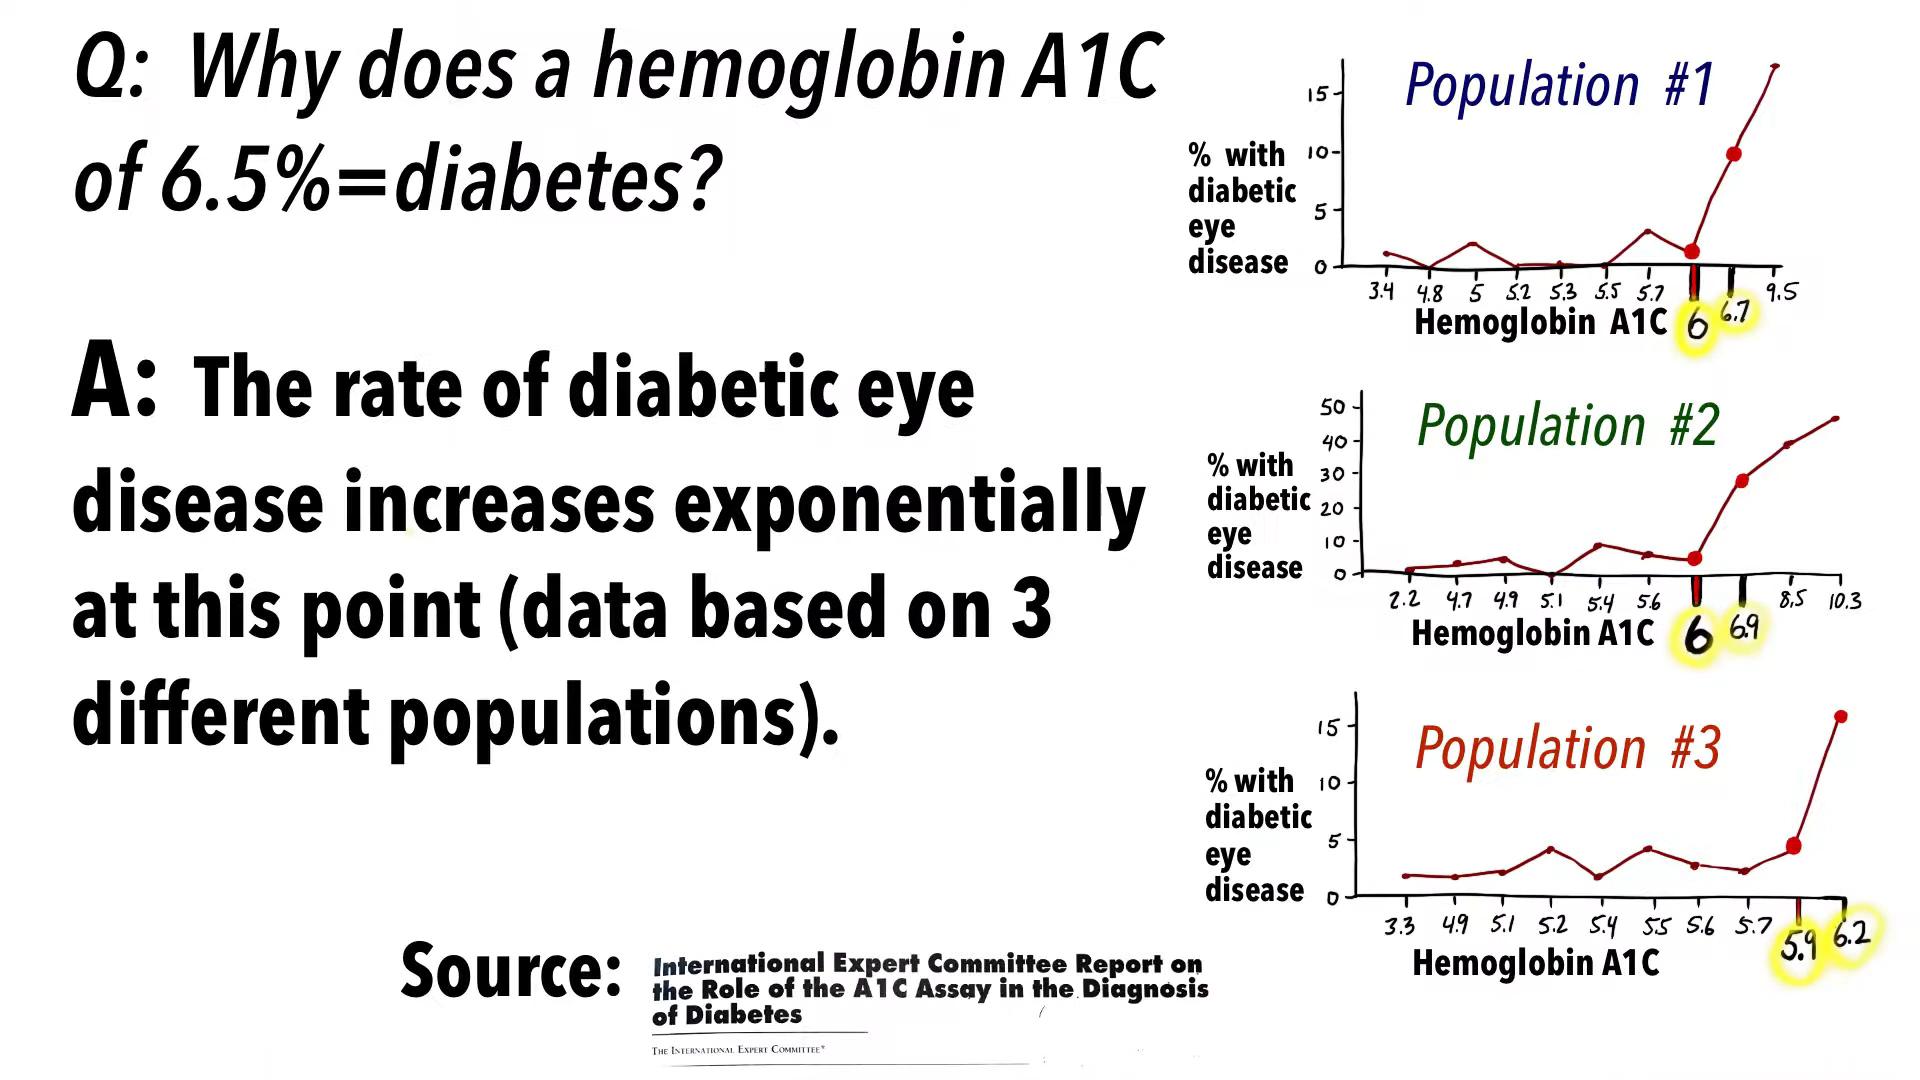 Q: Why does a hemoglobin A1C
of 6.5%=diabetes?
A: The rate of diabetic eye
disease increases exponentially
at this point (data based on 3
different populations).
Source:
International Expert Committee Report on
the Role of the A1C Assay in the Diagnosis
of Diabetes
THE INTERNATIONAL EXPERT COMMITTEE*
Population #1
% with
diabetic
eye
disease
15
10
5
0
3.4 4.8 5 5.2 5.3 5.5 5.7 6 6.7 9.5
Hemoglobin A1C
Population #2
% with
diabetic
eye
disease
50
40
30
20
10
0
2.2 4.7 4.9 5.1 5.4 5.6 6 6.9 8.5 10.3
Hemoglobin A1C
Population #3
% with
diabetic
eye
disease
15
10
5
0
3.3 4.9 5.1 5.2 5.4 5.5 5.6 5.7 5.9 6.2
Hemoglobin A1C